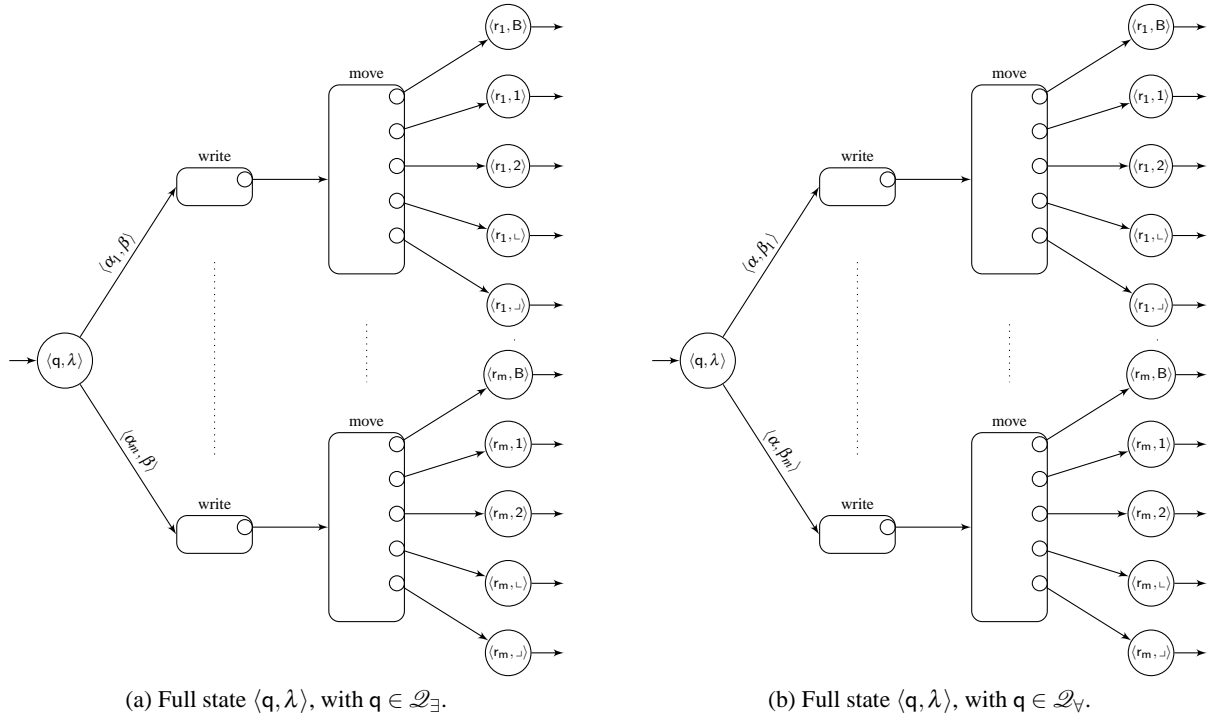 ⟨r₁, B⟩
move
⟨r₁, 1⟩
write
⟨r₁, 2⟩
⟨r₁, ⌞⟩
⟨α₁, β⟩
⟨r₁, ⌟⟩
⟨q, λ⟩
⟨rₘ, B⟩
move
⟨αₘ, β⟩
⟨rₘ, 1⟩
write
⟨rₘ, 2⟩
⟨rₘ, ⌞⟩
⟨rₘ, ⌟⟩
(a) Full state ⟨q, λ⟩, with q ∈ 𝒬∃.
⟨r₁, B⟩
move
⟨r₁, 1⟩
write
⟨r₁, 2⟩
⟨r₁, ⌞⟩
⟨α, β₁⟩
⟨r₁, ⌟⟩
⟨q, λ⟩
⟨rₘ, B⟩
move
⟨α, βₘ⟩
⟨rₘ, 1⟩
write
⟨rₘ, 2⟩
⟨rₘ, ⌞⟩
⟨rₘ, ⌟⟩
(b) Full state ⟨q, λ⟩, with q ∈ 𝒬∀.